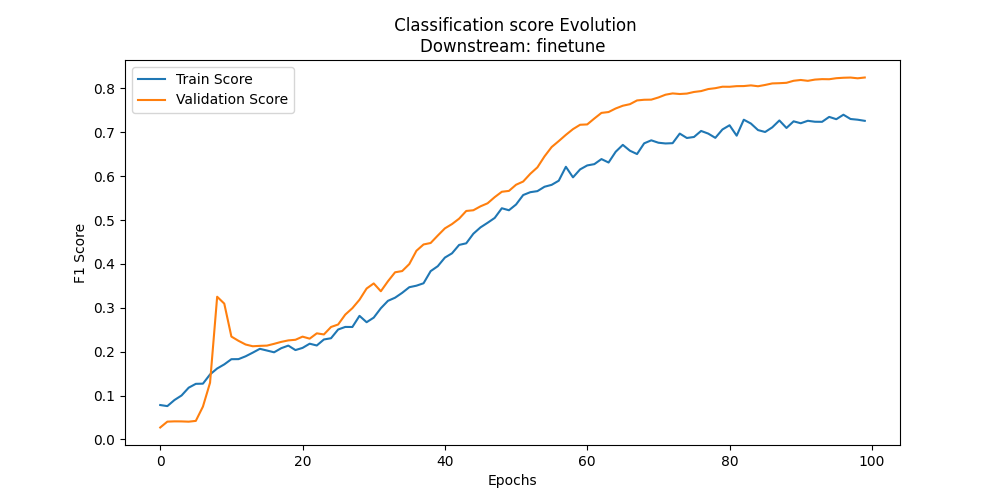 Classification score Evolution
Downstream: finetune
Train Score
Validation Score
F1 Score
0.8
0.7
0.6
0.5
0.4
0.3
0.2
0.1
0.0
0 20 40 60 80 100
Epochs